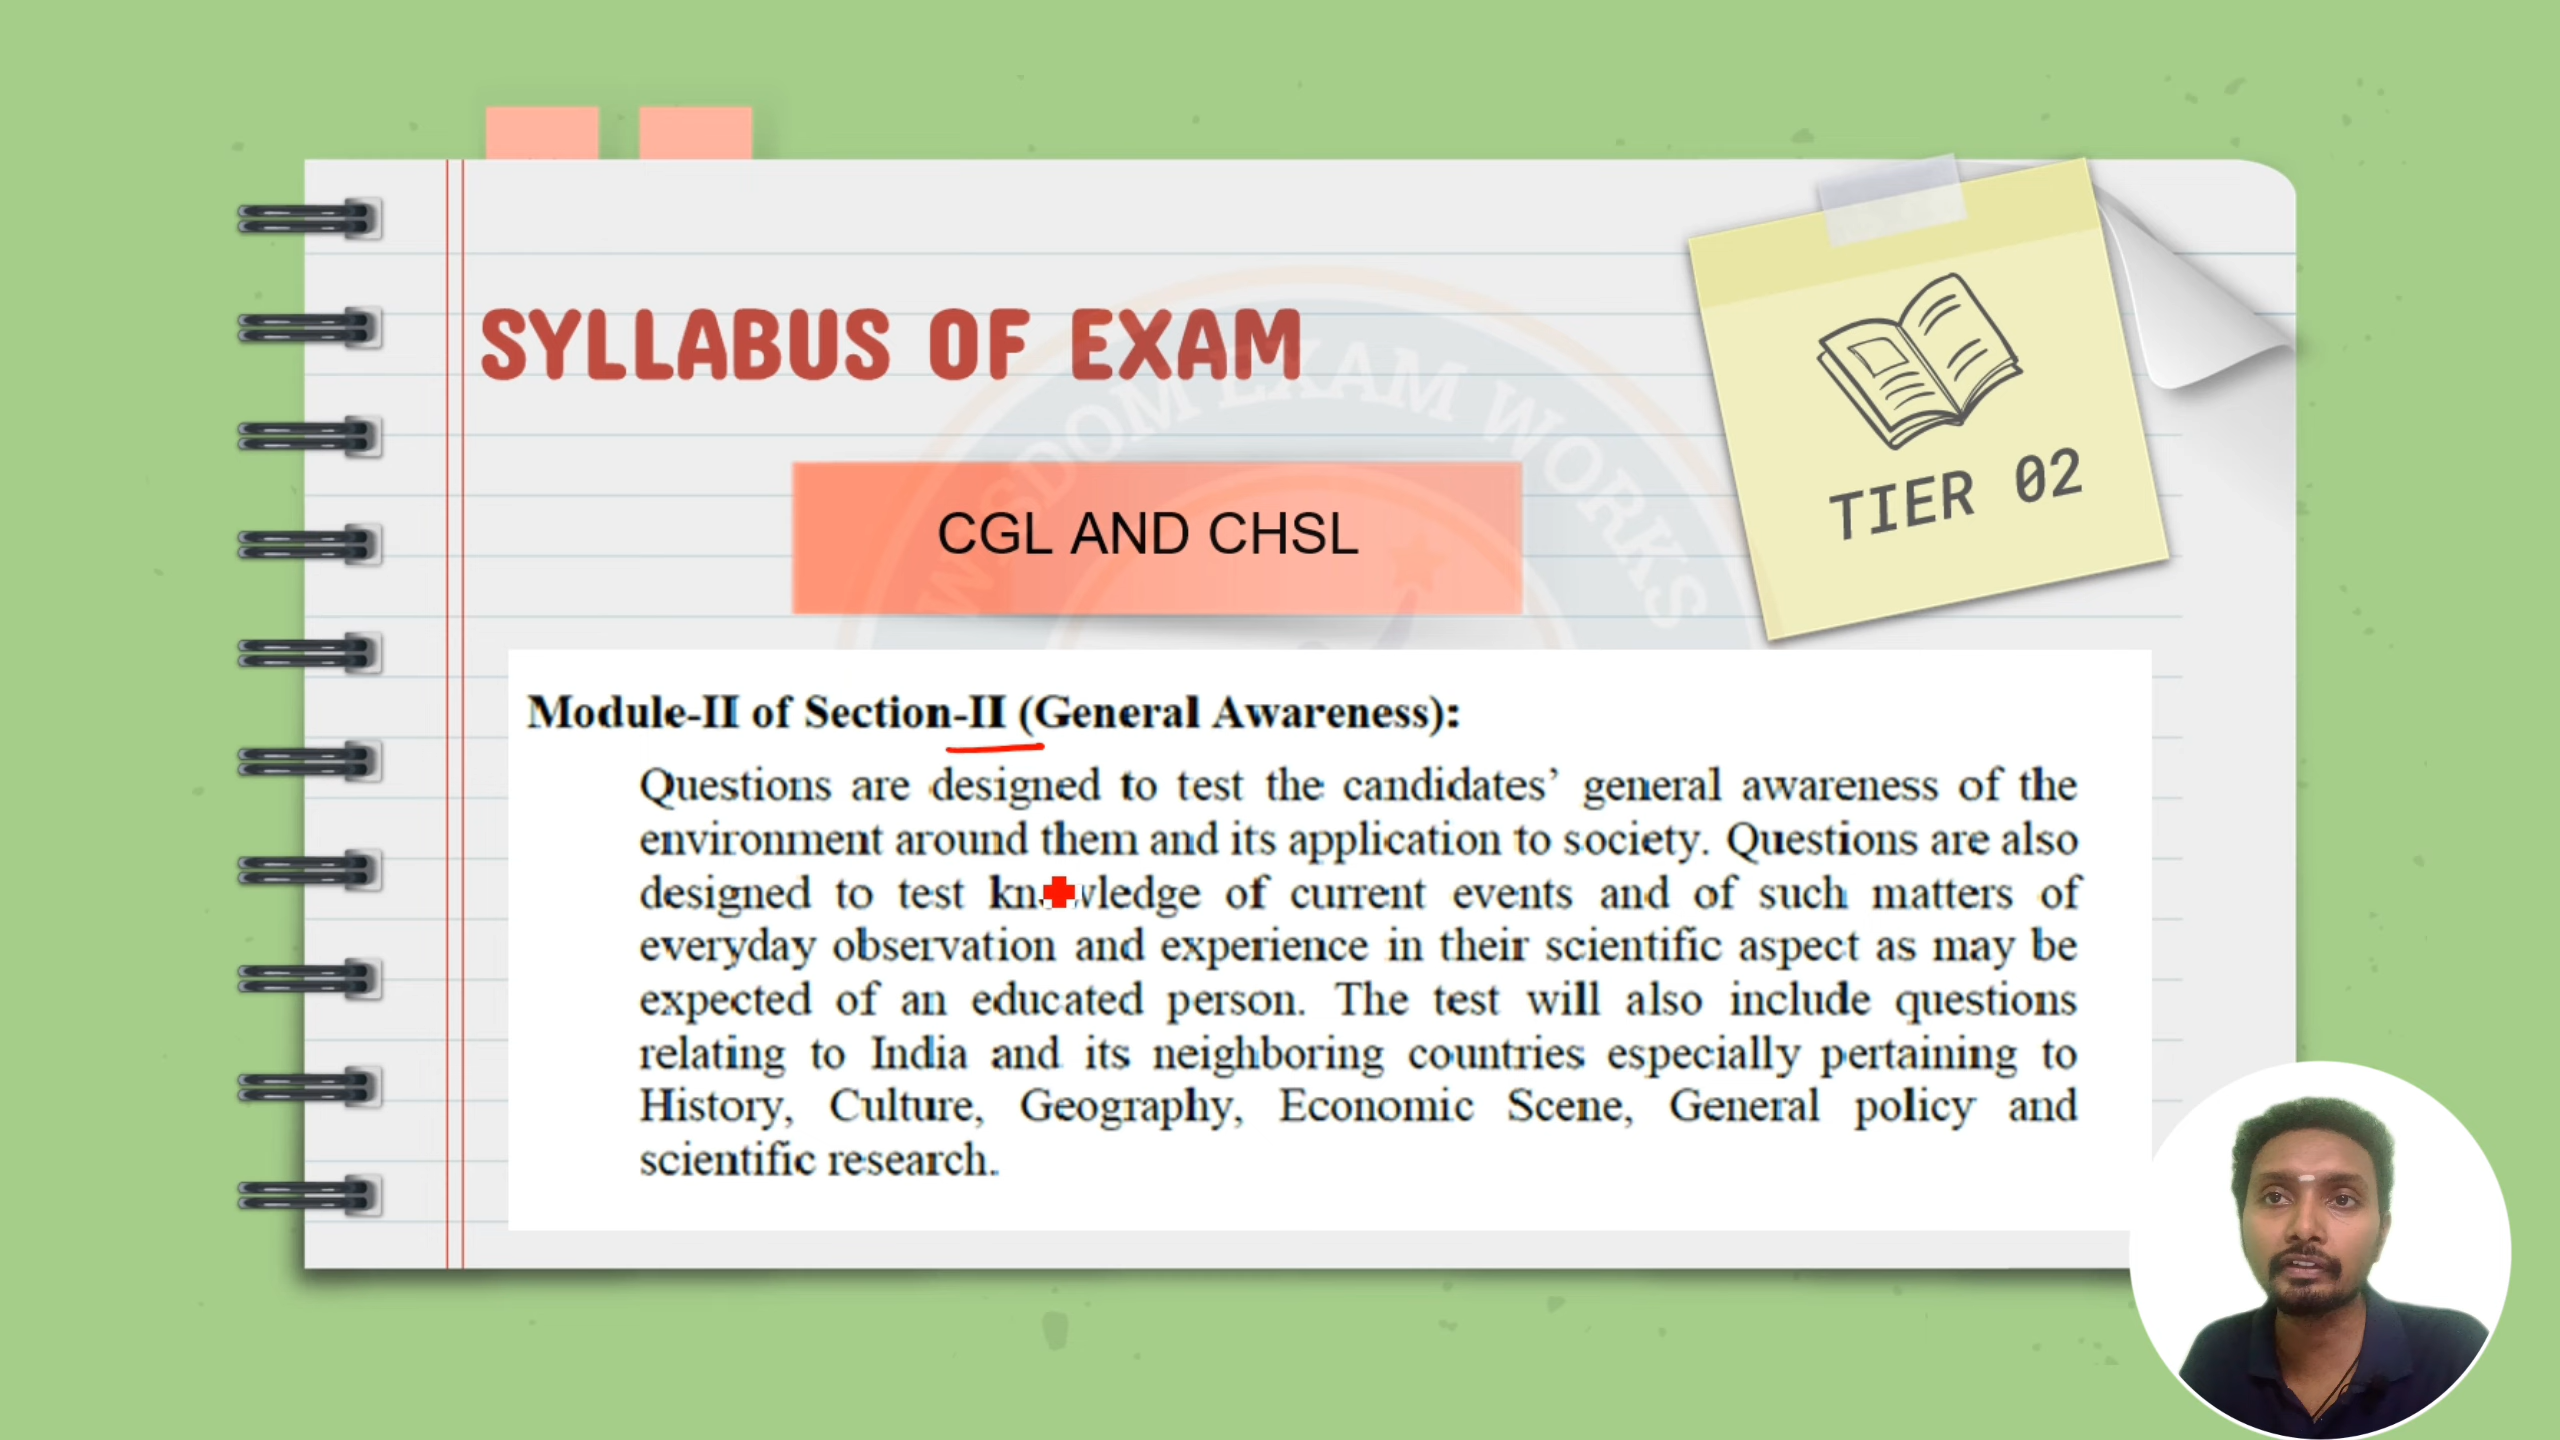 SYLLABUS OF EXAM
WISDOM EXAM WORKS
CGL AND CHSL
TIER 02
Module-II of Section-II (General Awareness):
Questions are designed to test the candidates’ general awareness of the
environment around them and its application to society. Questions are also
designed to test knowledge of current events and of such matters of
everyday observation and experience in their scientific aspect as may be
expected of an educated person. The test will also include questions
relating to India and its neighboring countries especially pertaining to
History, Culture, Geography, Economic Scene, General policy and
scientific research.